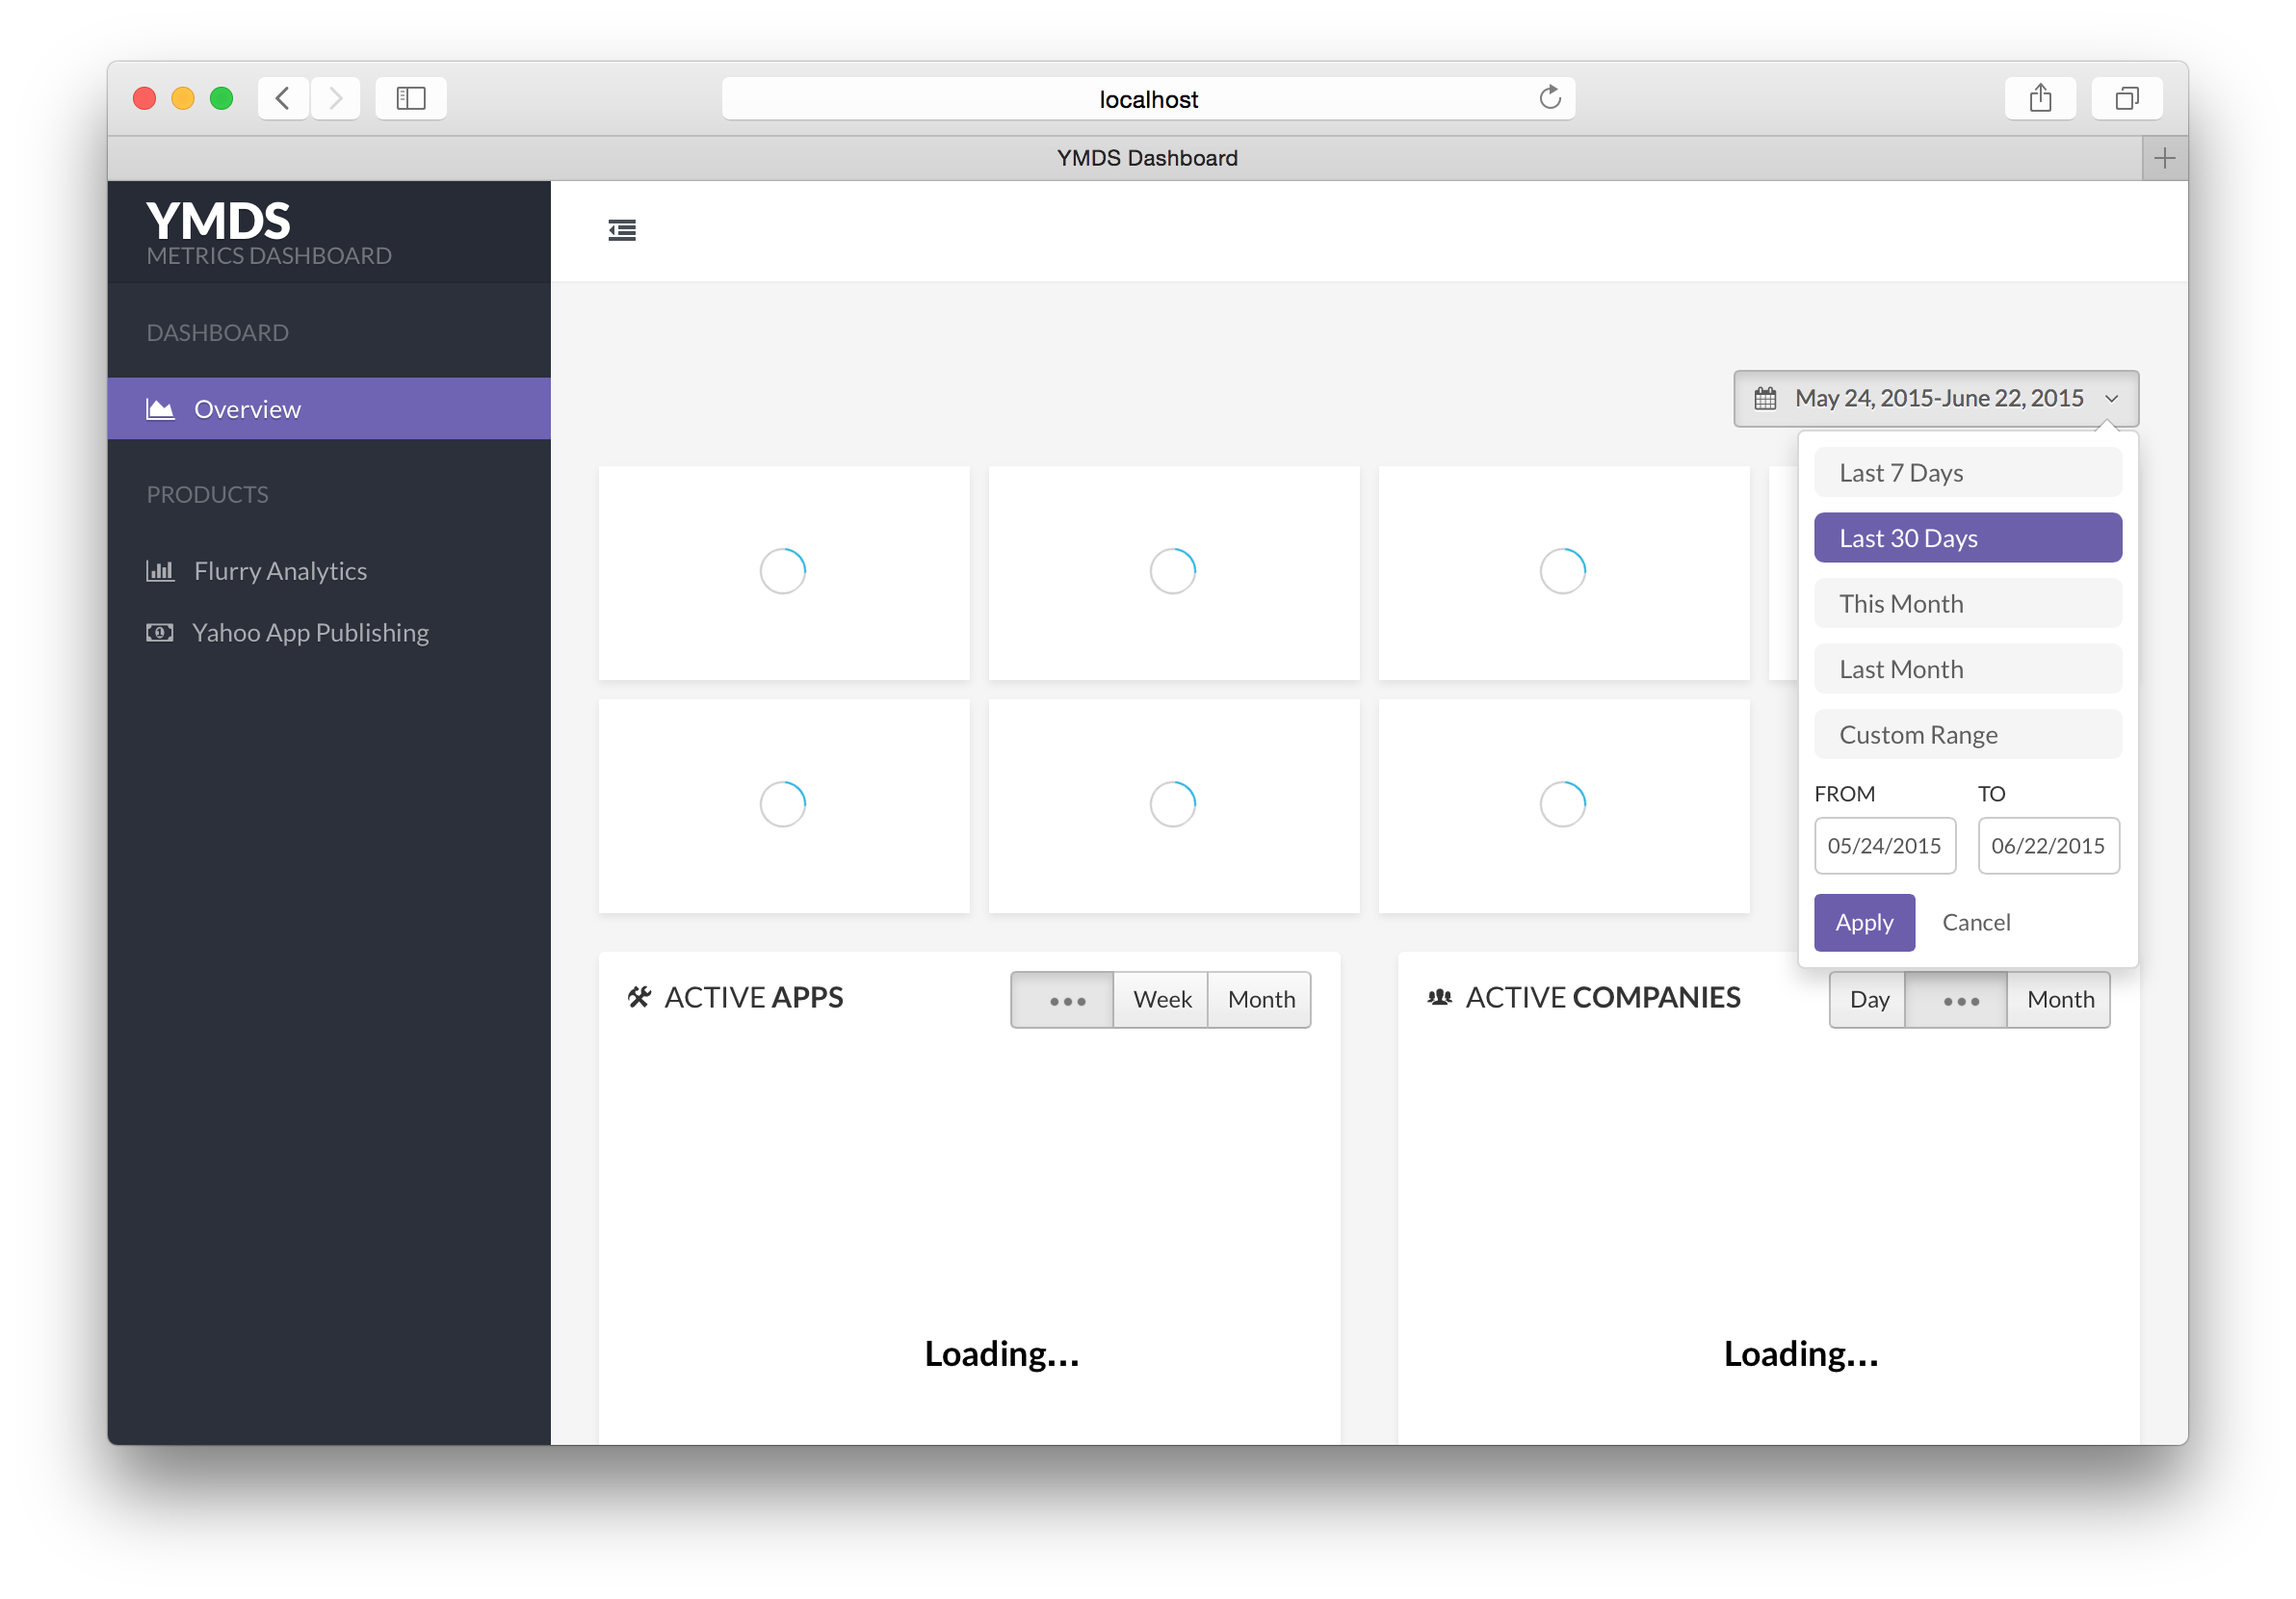 localhost
YMDS Dashboard
YMDS
METRICS DASHBOARD
DASHBOARD
Overview
PRODUCTS
Flurry Analytics
Yahoo App Publishing
May 24, 2015-June 22, 2015
Last 7 Days
Last 30 Days
This Month
Last Month
Custom Range
FROM TO
05/24/2015 06/22/2015
Apply Cancel
ACTIVE APPS ••• Week Month
ACTIVE COMPANIES Day ••• Month
Loading...
Loading...